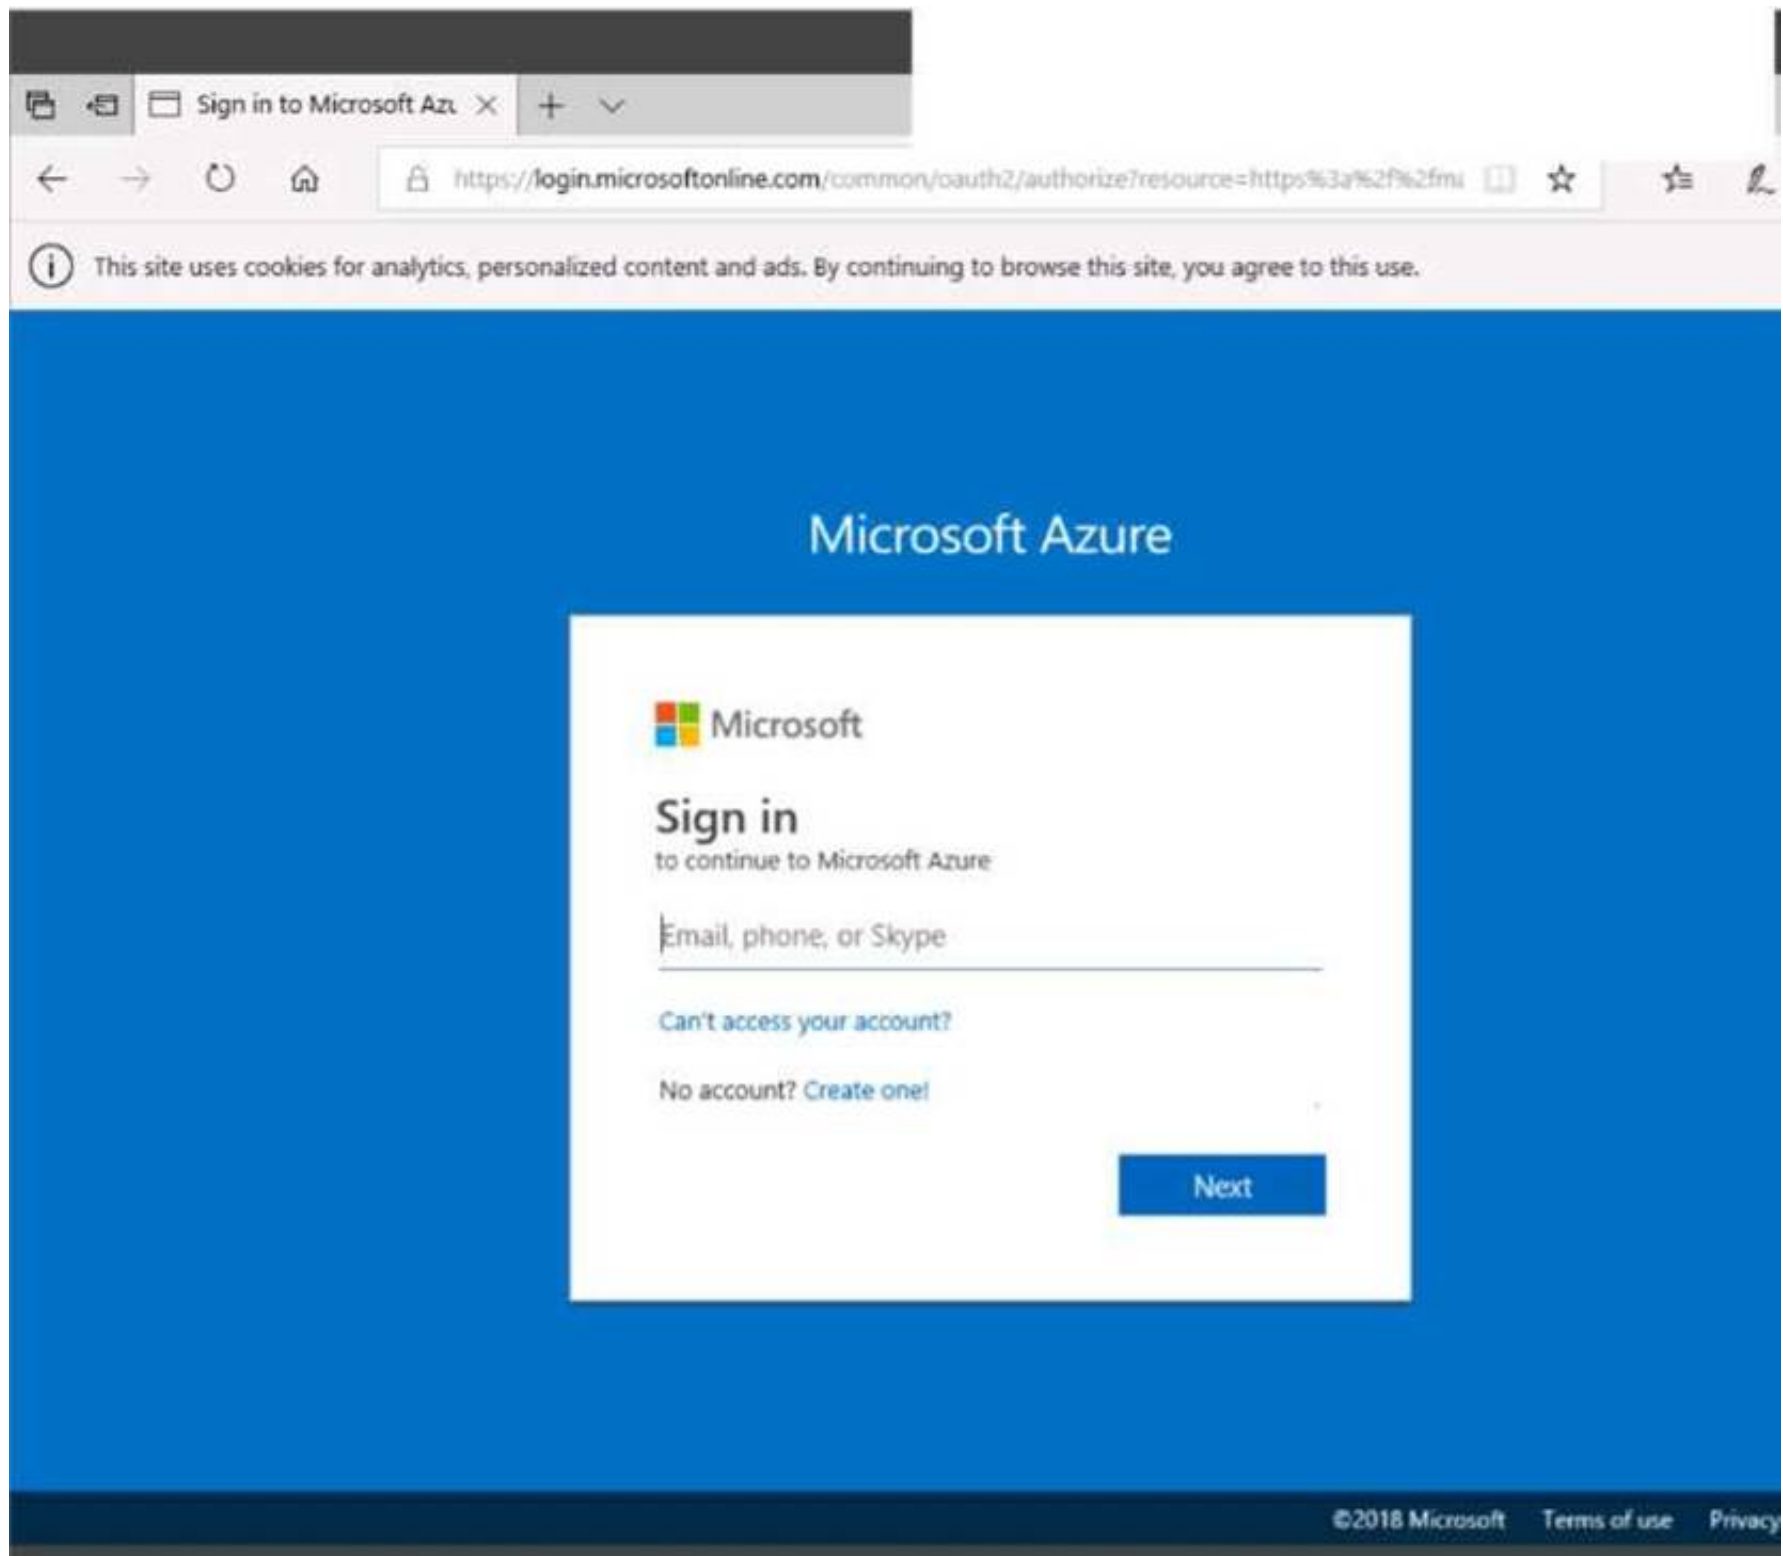 Sign in to Microsoft Azu
https://login.microsoftonline.com/common/oauth2/authorize?resource=https%3a%2f%2fm
This site uses cookies for analytics, personalized content and ads. By continuing to browse this site, you agree to this use.
Microsoft Azure
Microsoft
Sign in
to continue to Microsoft Azure
Email, phone, or Skype
Can't access your account?
No account? Create one!
Next
©2018 Microsoft Terms of use Privacy